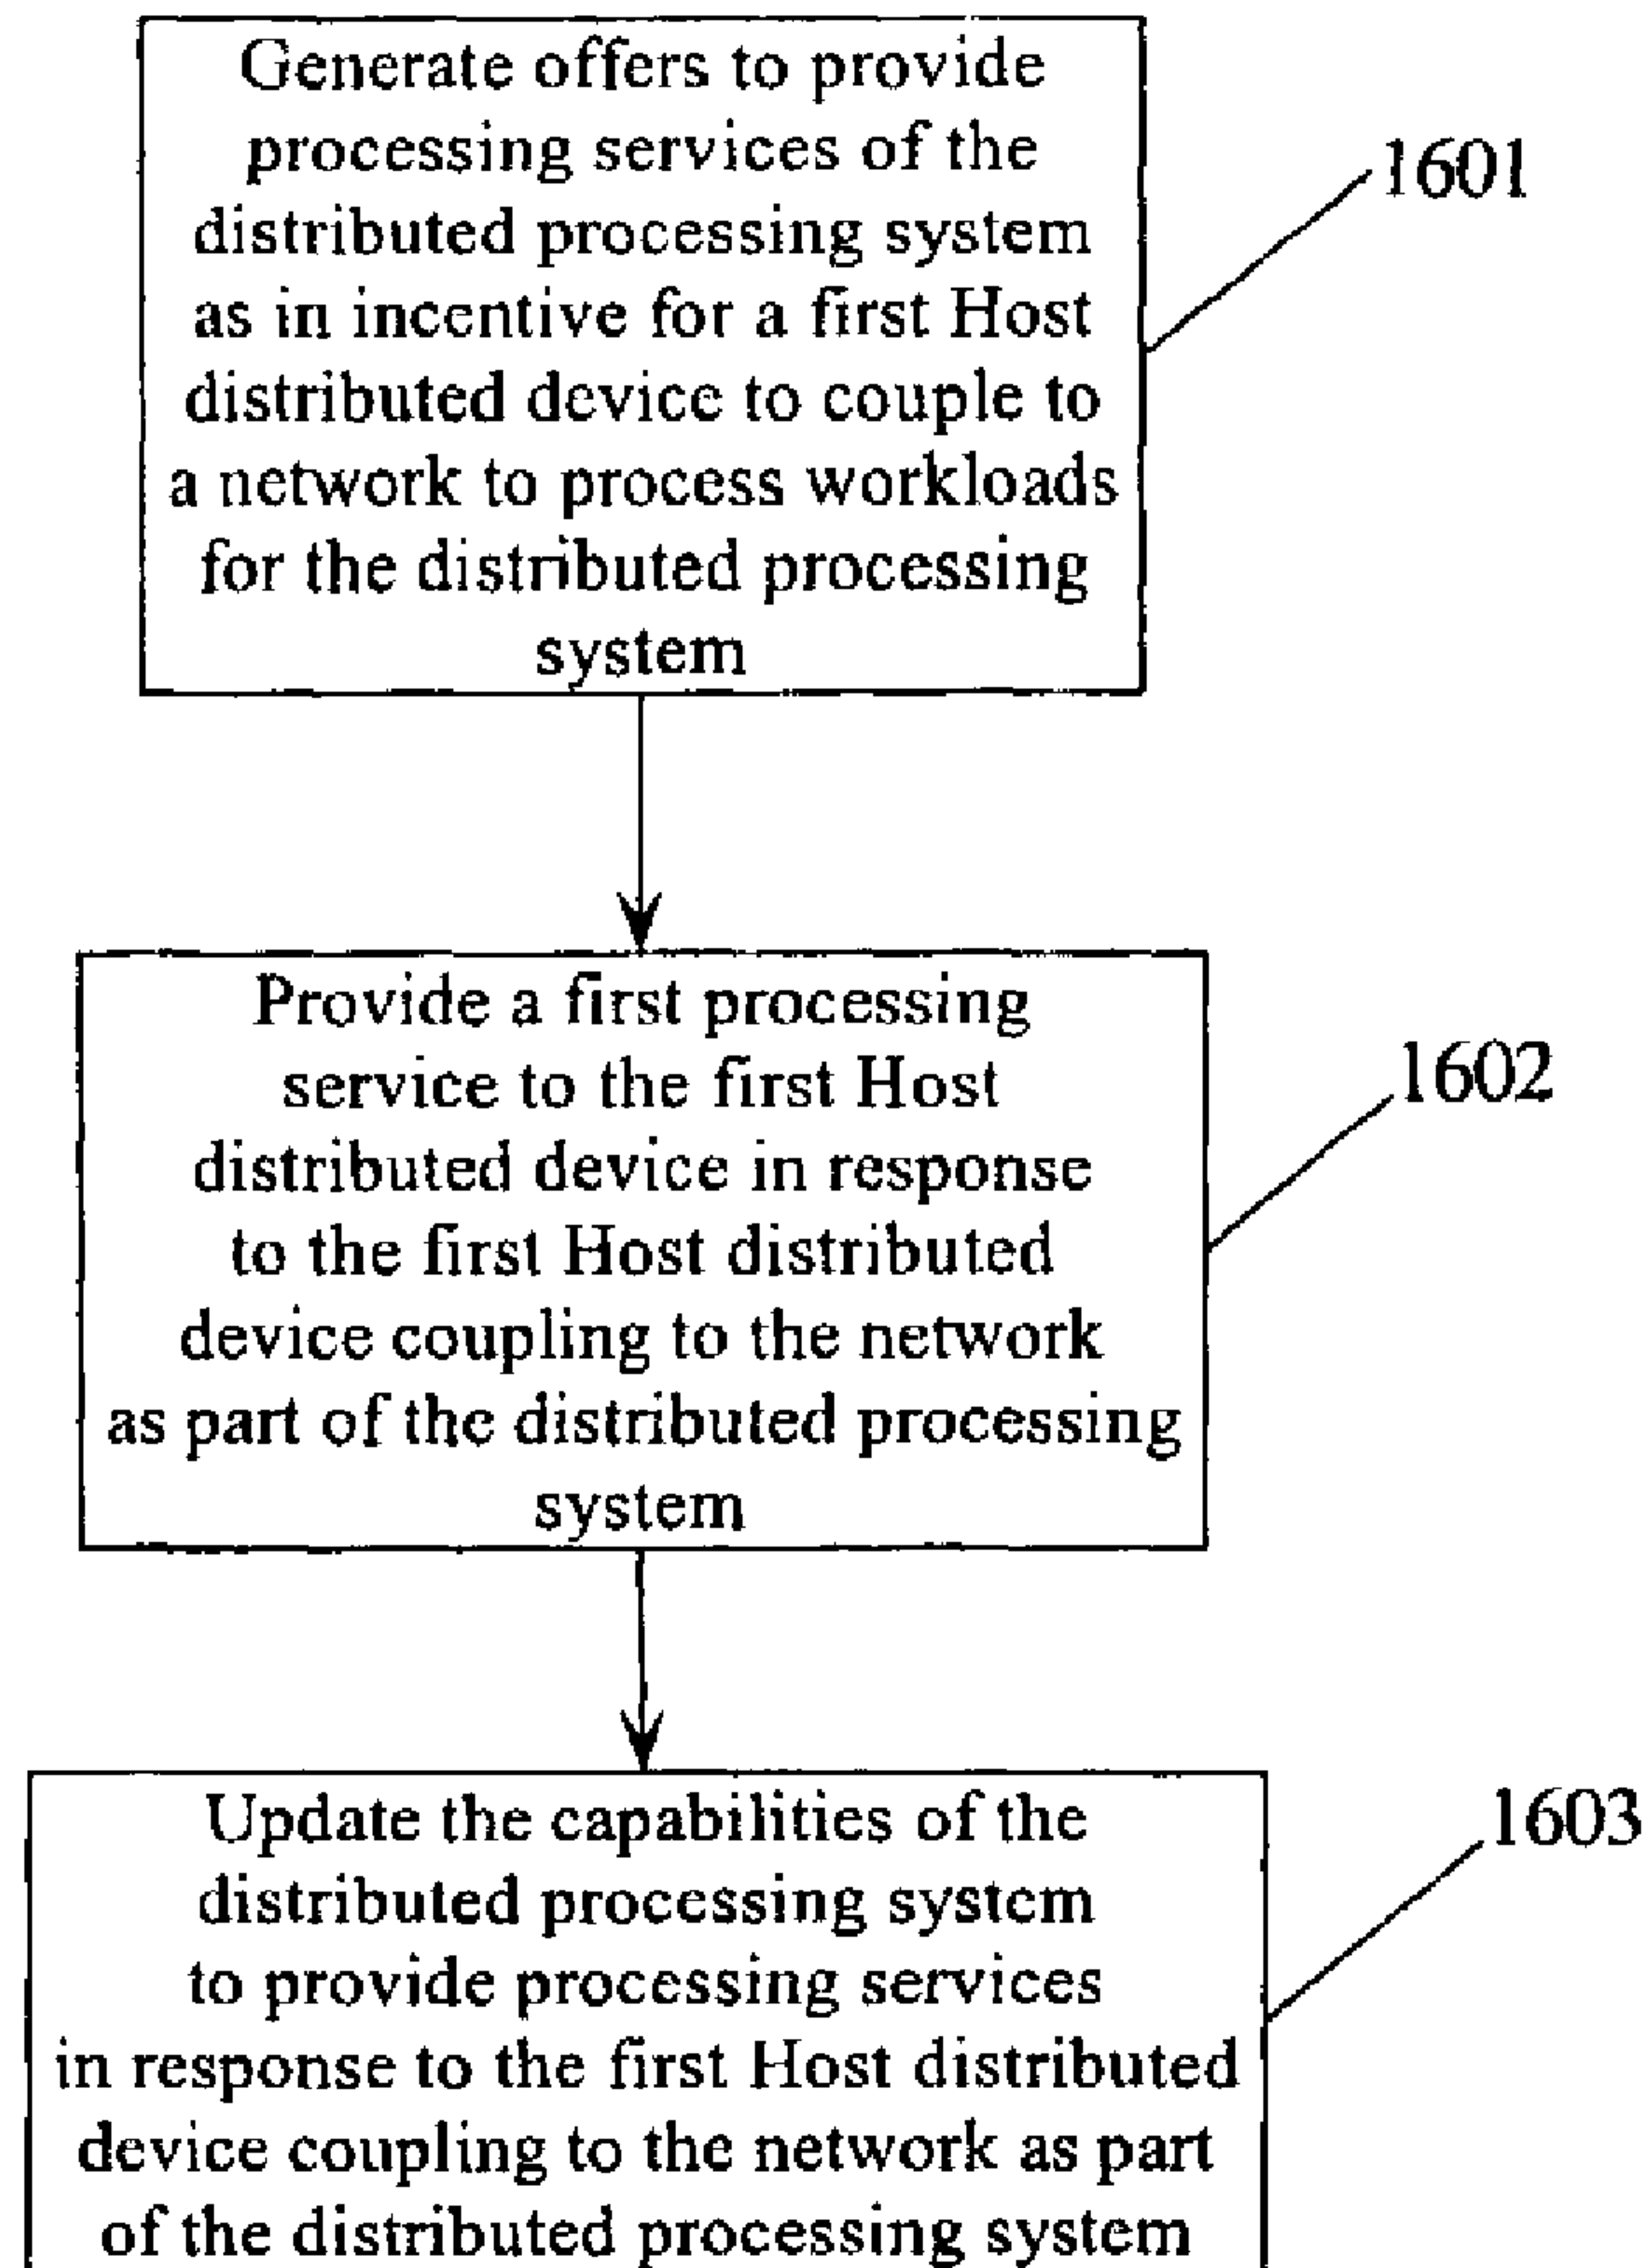 Generate offers to provide
processing services of the
distributed processing system
as in incentive for a first Host
distributed device to couple to
a network to process workloads
for the distributed processing
system
1601
Provide a first processing
service to the first Host
distributed device in response
to the first Host distributed
device coupling to the network
as part of the distributed processing
system
1602
Update the capabilities of the
distributed processing system
to provide processing services
in response to the first Host distributed
device coupling to the network as part
of the distributed processing system
1603